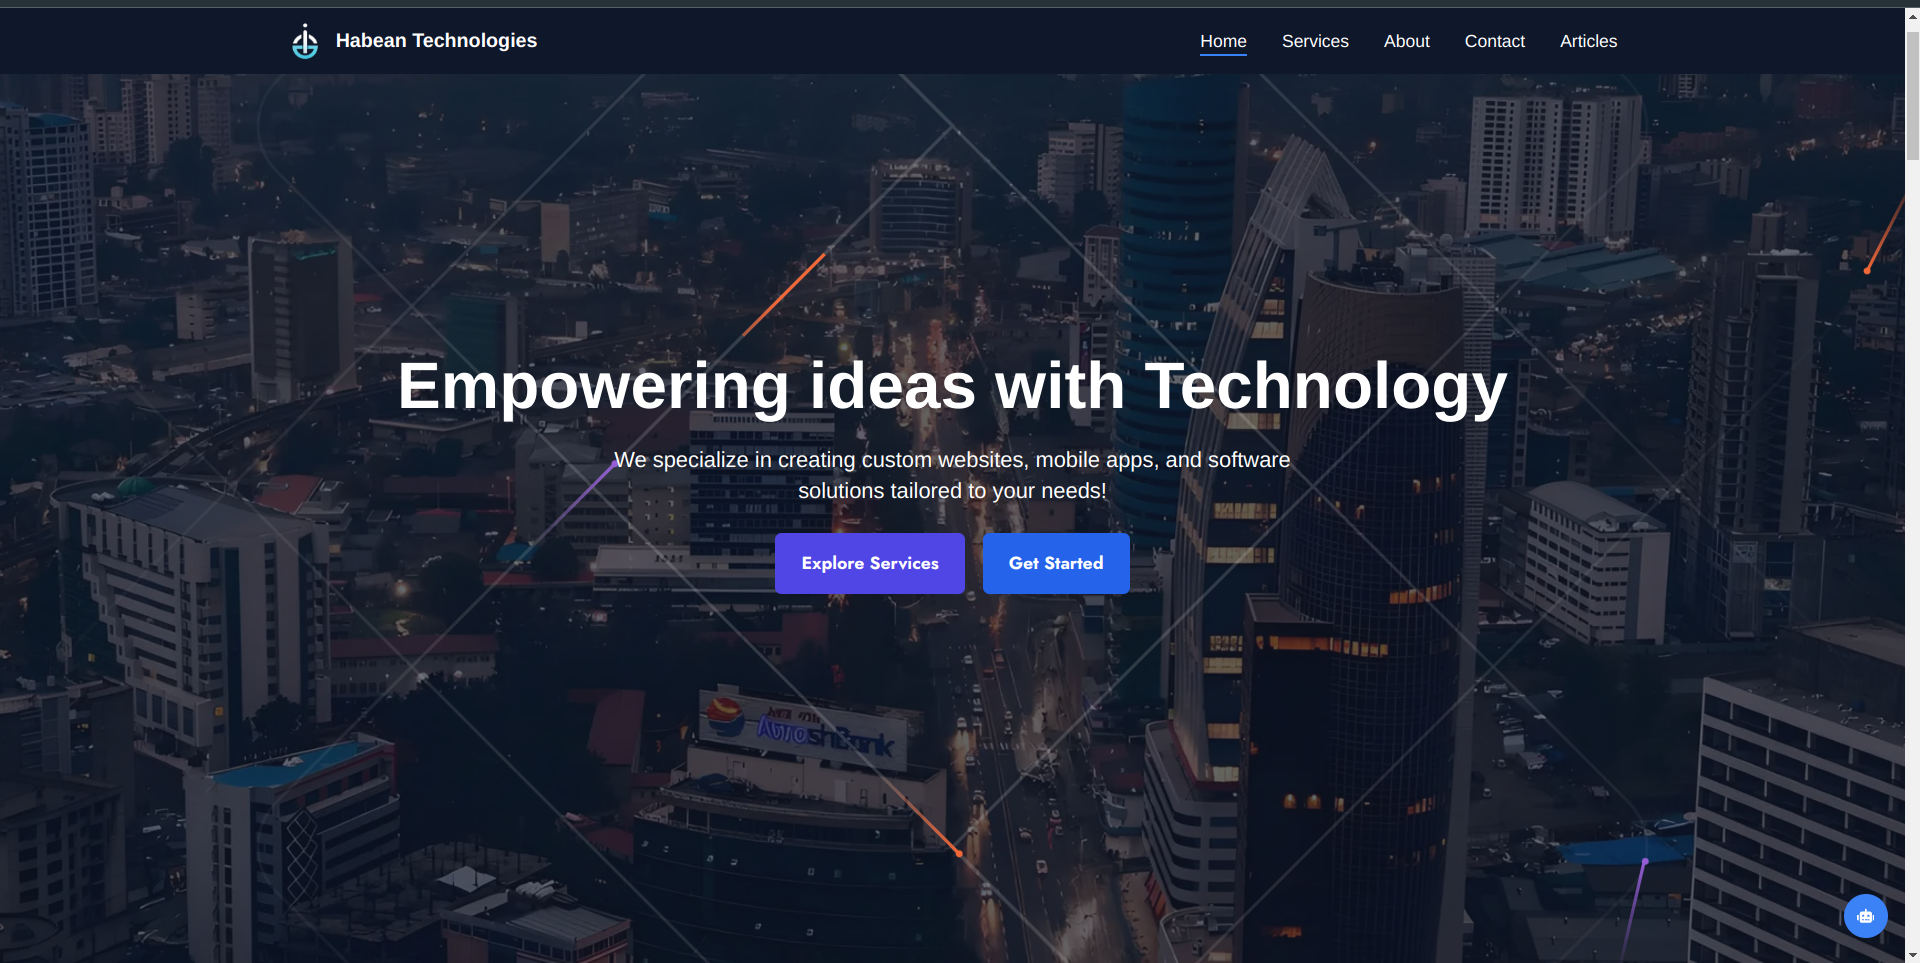 Habean Technologies
Home Services About Contact Articles
Empowering ideas with Technology
We specialize in creating custom websites, mobile apps, and software
solutions tailored to your needs!
Explore Services Get Started